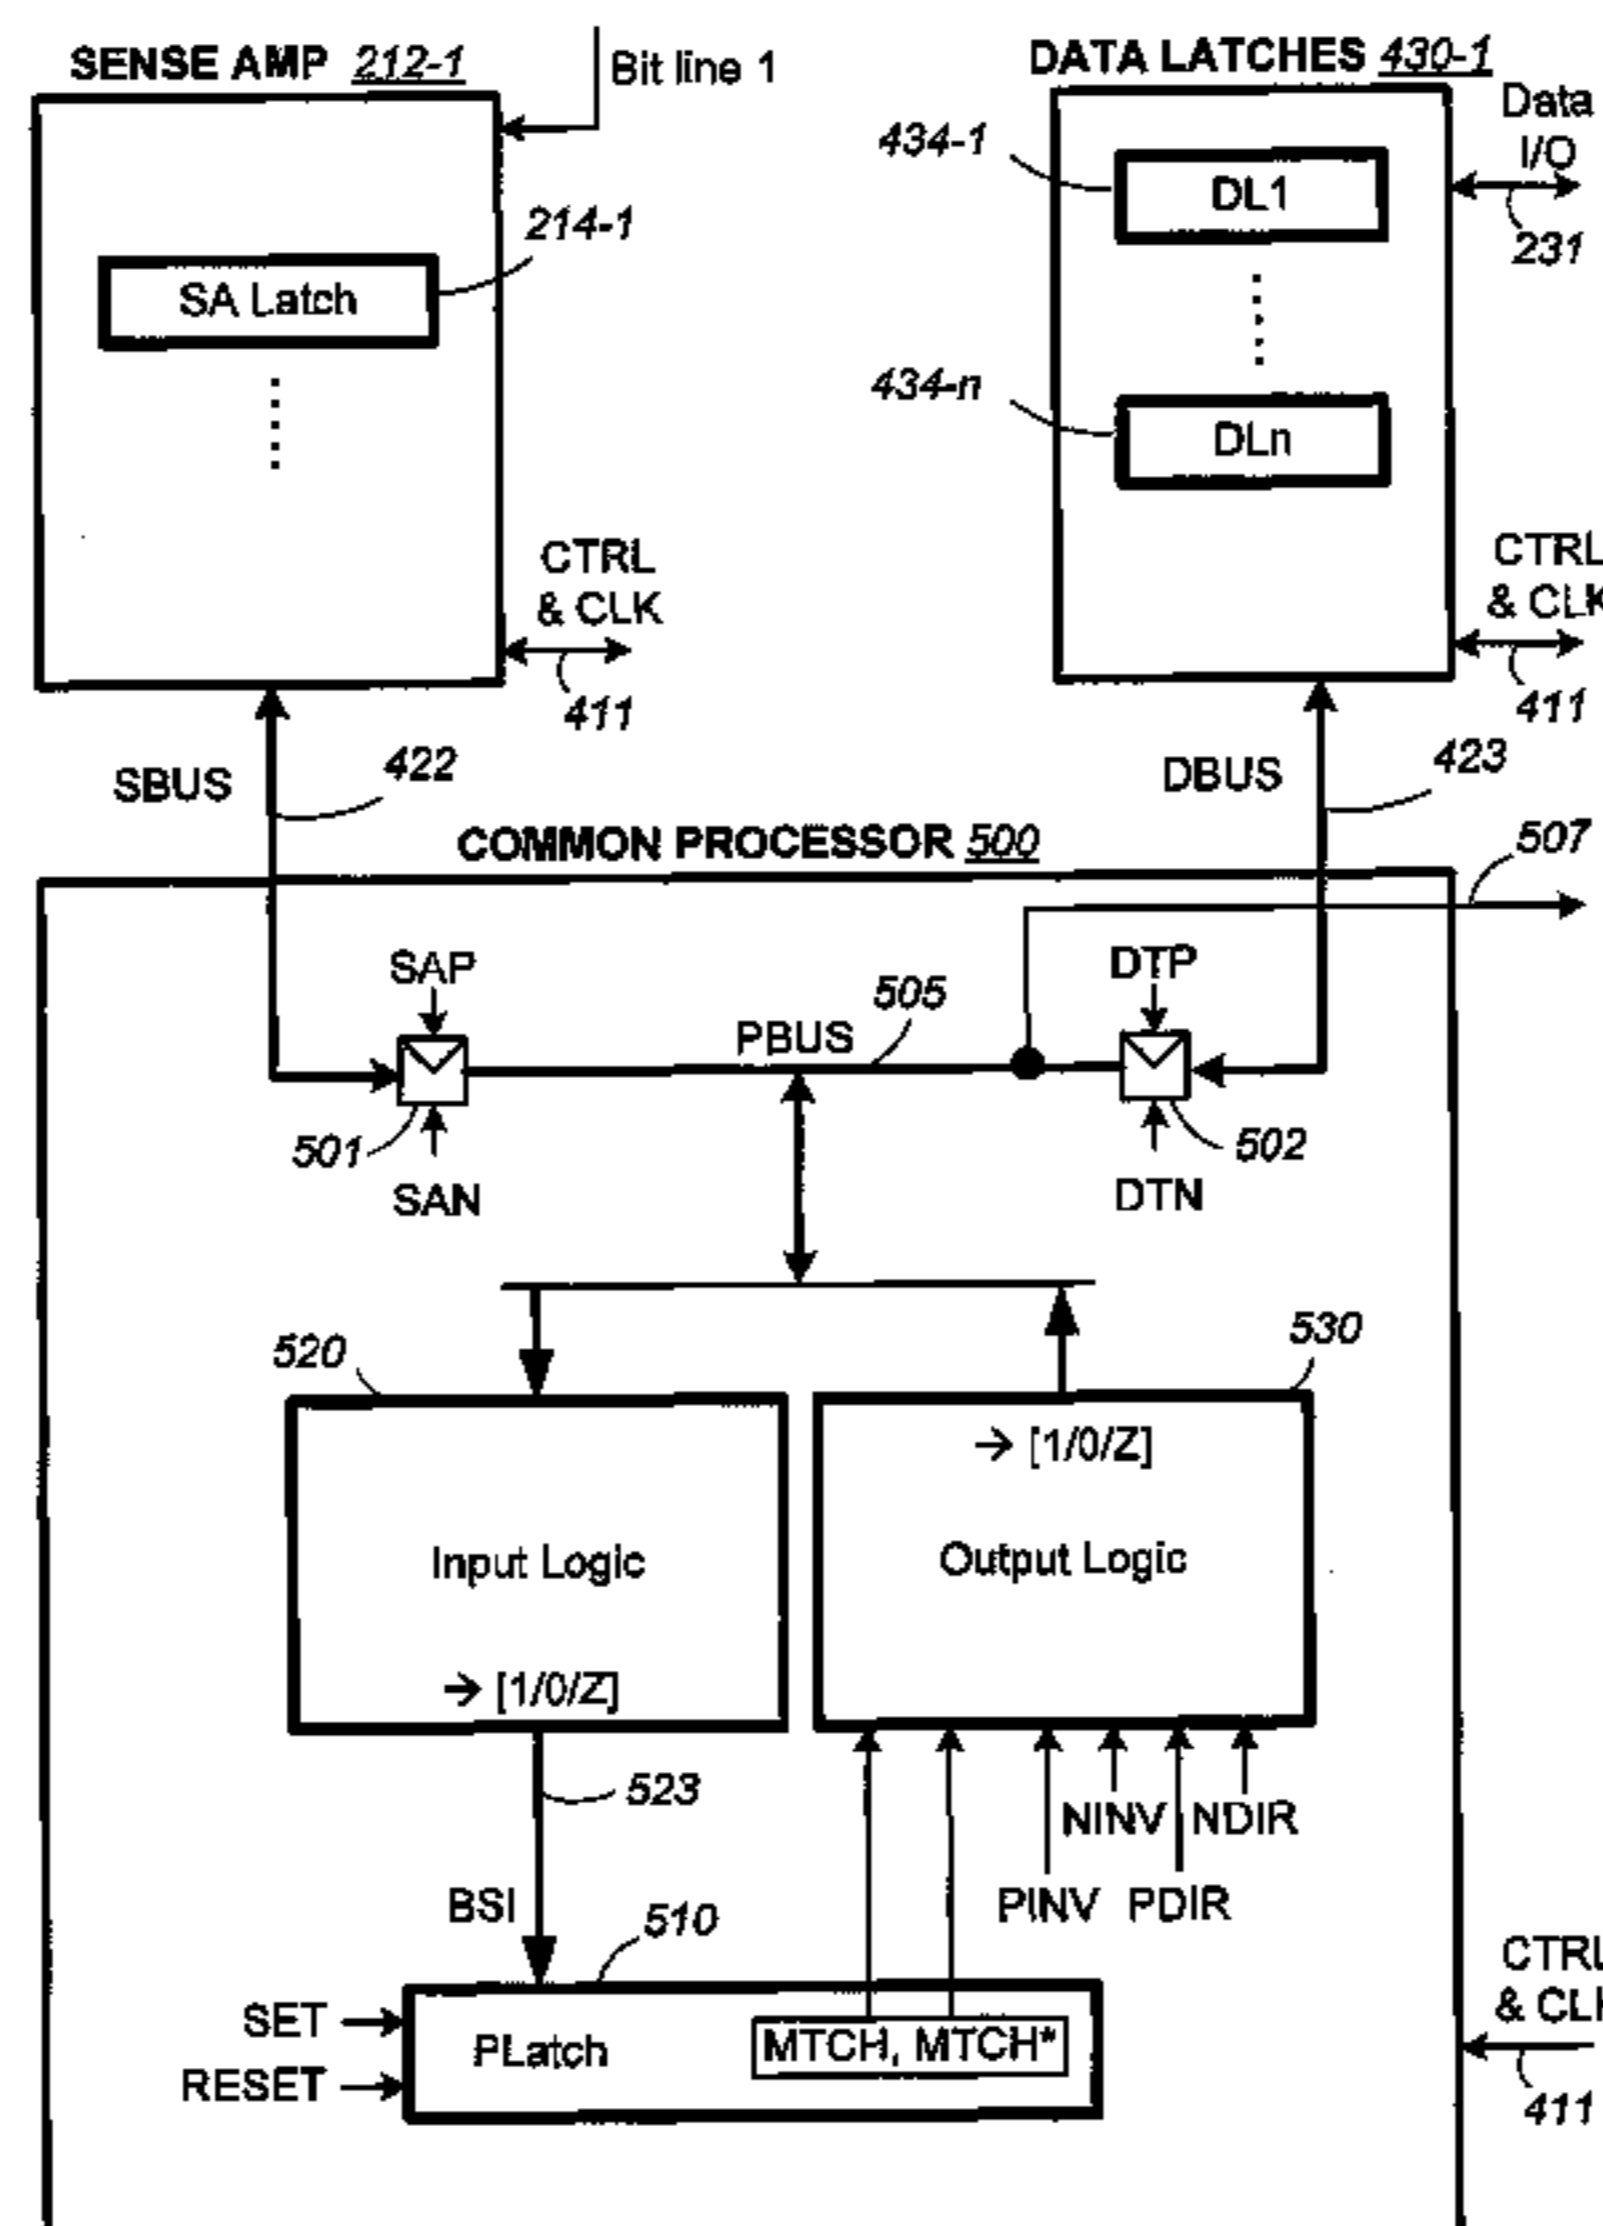 SENSE AMP 212-1
Bit line 1
DATA LATCHES 430-1
Data
I/O
434-1
DL1
231
214-1
SA Latch
434-n
DLn
CTRL
& CLK
411
CTRL
& CLK
411
SBUS
422
DBUS
423
COMMON PROCESSOR 500
507
SAP
DTP
PBUS
505
501
502
SAN
DTN
520
530
→ [1/0/Z]
Input Logic
Output Logic
→ [1/0/Z]
523
NINV
NDIR
BSI
510
PINV
PDIR
CTRL
& CLK
SET
PLatch
MTCH, MTCH*
RESET
411